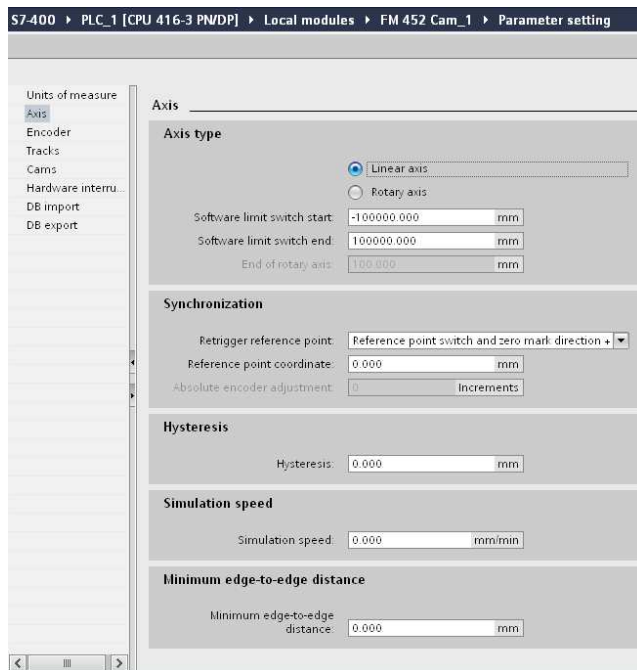 S7-400 ▸ PLC_1 [CPU 416-3 PN/DP] ▸ Local modules ▸ FM 452 Cam_1 ▸ Parameter setting
Units of measure
Axis
Encoder
Tracks
Cams
Hardware interru...
DB import
DB export
Axis
Axis type
Linear axis
Rotary axis
Software limit switch start: -100000.000 mm
Software limit switch end: 100000.000 mm
End of rotary axis: 100.000 mm
Synchronization
Retrigger reference point: Reference point switch and zero mark direction +
Reference point coordinate: 0.000 mm
Absolute encoder adjustment: 0 Increments
Hysteresis
Hysteresis: 0.000 mm
Simulation speed
Simulation speed: 0.000 mm/min
Minimum edge-to-edge distance
Minimum edge-to-edge
distance: 0.000 mm